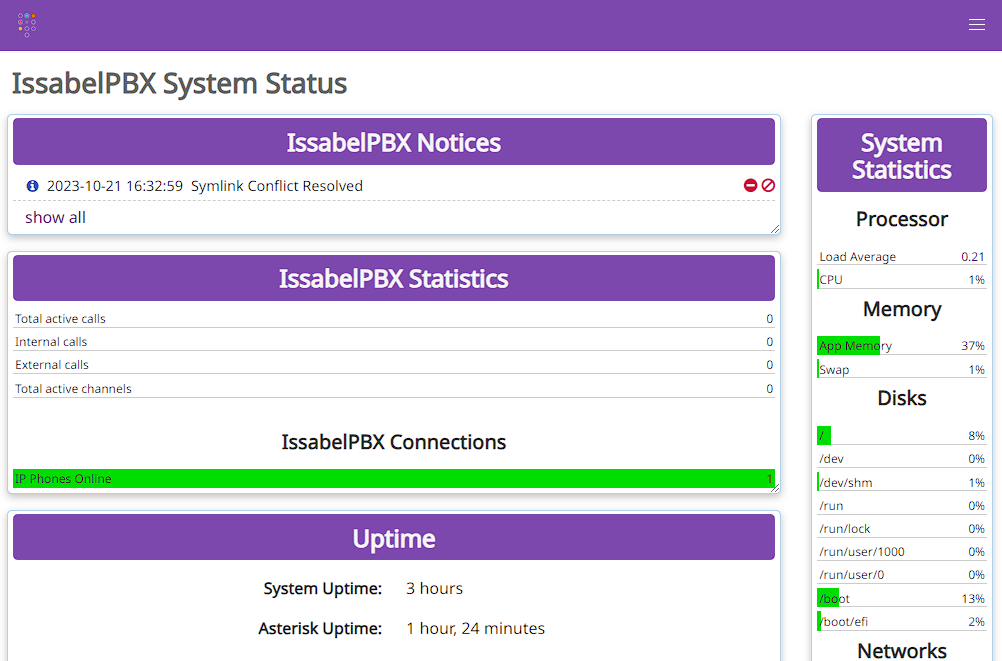 IssabelPBX System Status
IssabelPBX Notices
2023-10-21 16:32:59 Symlink Conflict Resolved
show all
IssabelPBX Statistics
Total active calls 0
Internal calls 0
External calls 0
Total active channels 0
IssabelPBX Connections
IP Phones Online 1
Uptime
System Uptime: 3 hours
Asterisk Uptime: 1 hour, 24 minutes
System
Statistics
Processor
Load Average 0.21
CPU 1%
Memory
App Memory 37%
Swap 1%
Disks
/ 8%
/dev 0%
/dev/shm 1%
/run 0%
/run/lock 0%
/run/user/1000 0%
/run/user/0 0%
/boot 13%
/boot/efi 2%
Networks